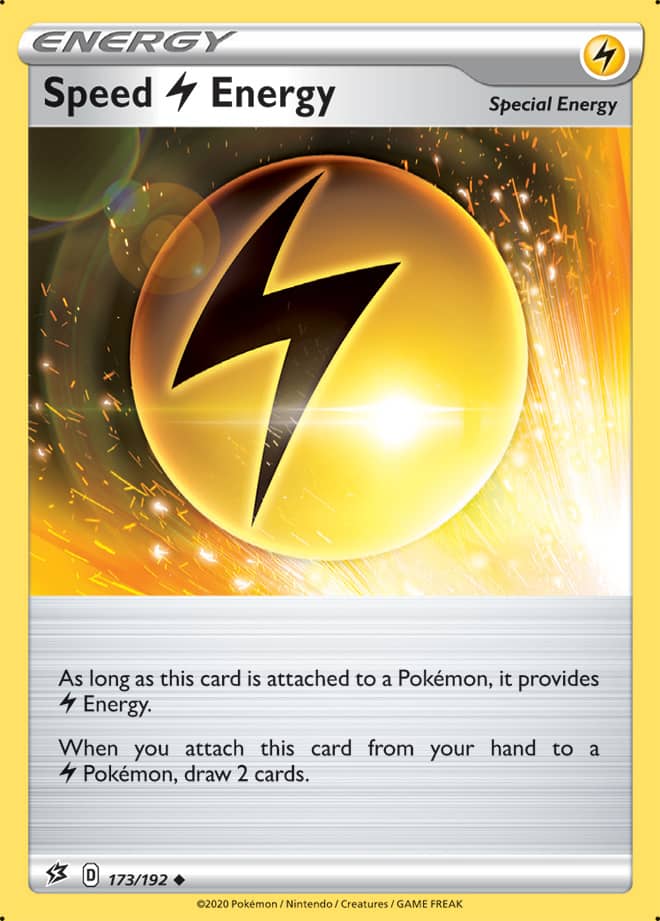 ENERGY
Speed Energy
Special Energy
As long as this card is attached to a Pokémon, it provides
Energy.
When you attach this card from your hand to a
Pokémon, draw 2 cards.
D 173/192
©2020 Pokémon / Nintendo / Creatures / GAME FREAK